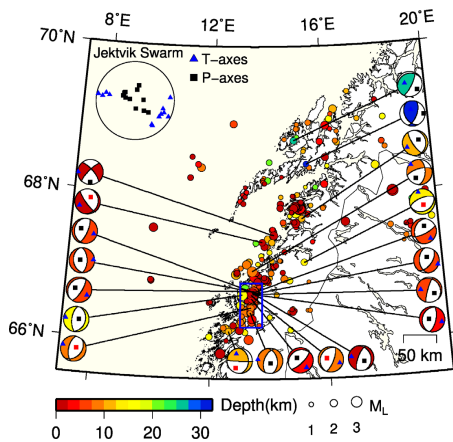 8°E 12°E 16°E 20°E
70°N
Jektvik Swarm
T-axes
P-axes
68°N
66°N
50 km
Depth(km)
0 10 20 30
M_L
1 2 3